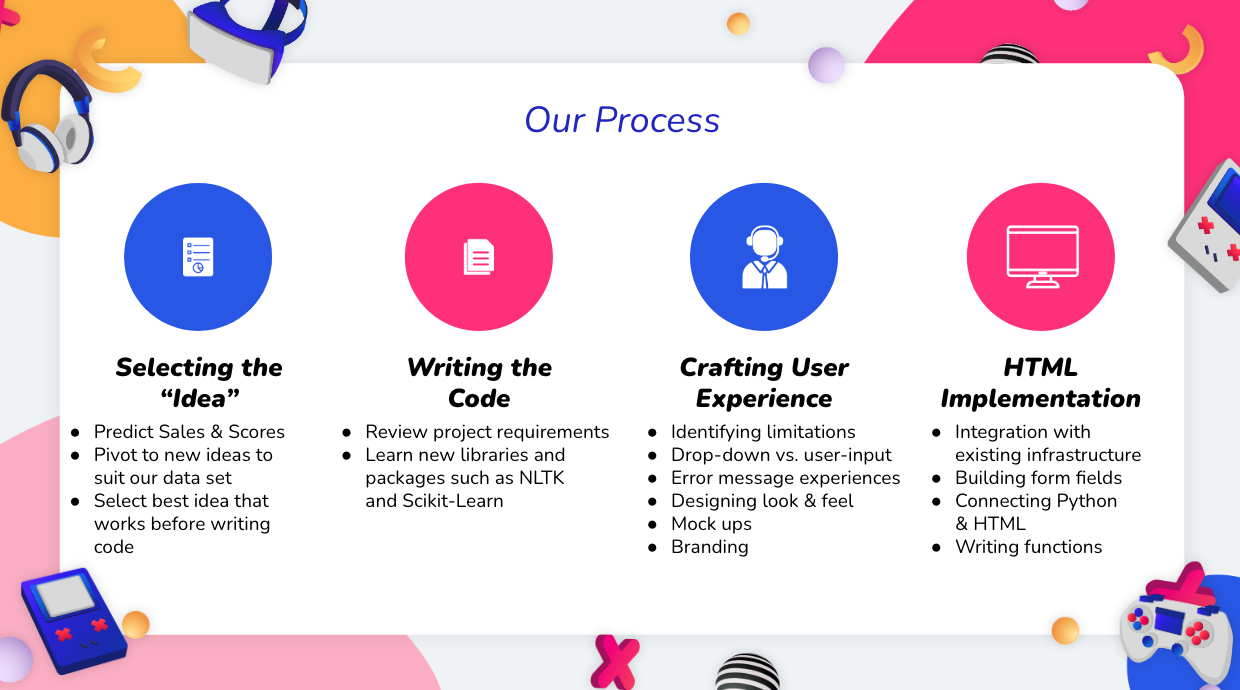 Our Process
Selecting the
“Idea”
● Predict Sales & Scores
● Pivot to new ideas to
suit our data set
● Select best idea that
works before writing
code
Writing the
Code
● Review project requirements
● Learn new libraries and
packages such as NLTK
and Scikit-Learn
Crafting User
Experience
● Identifying limitations
● Drop-down vs. user-input
● Error message experiences
● Designing look & feel
● Mock ups
● Branding
HTML
Implementation
● Integration with
existing infrastructure
● Building form fields
● Connecting Python
& HTML
● Writing functions